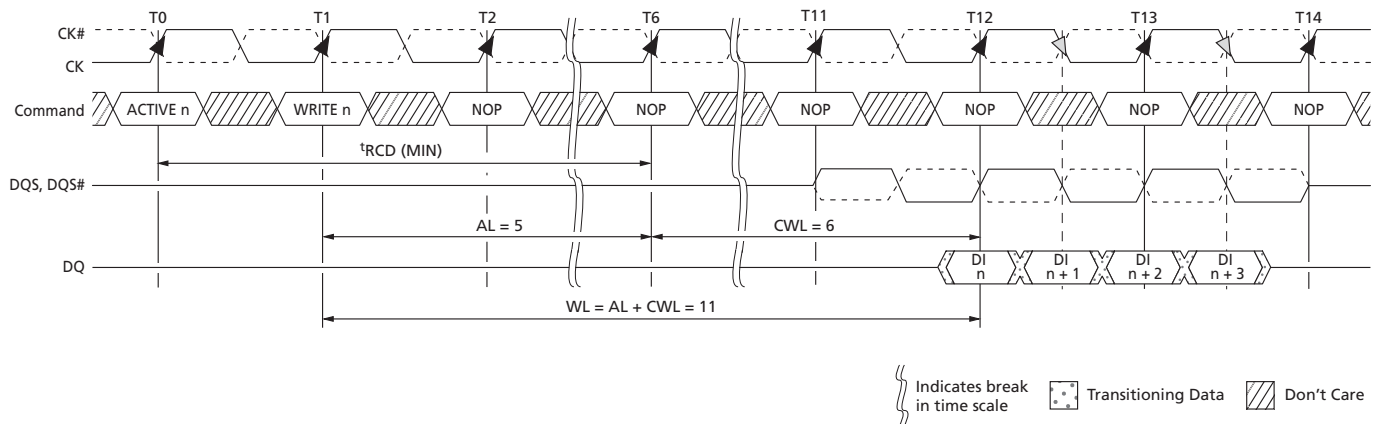 T0 T1 T2 T6 T11 T12 T13 T14
CK#
CK
Command ACTIVE n WRITE n NOP NOP NOP NOP NOP NOP
tRCD (MIN)
DQS, DQS#
AL = 5 CWL = 6
DQ DI n DI n + 1 DI n + 2 DI n + 3
WL = AL + CWL = 11
Indicates break in time scale
Transitioning Data
Don't Care